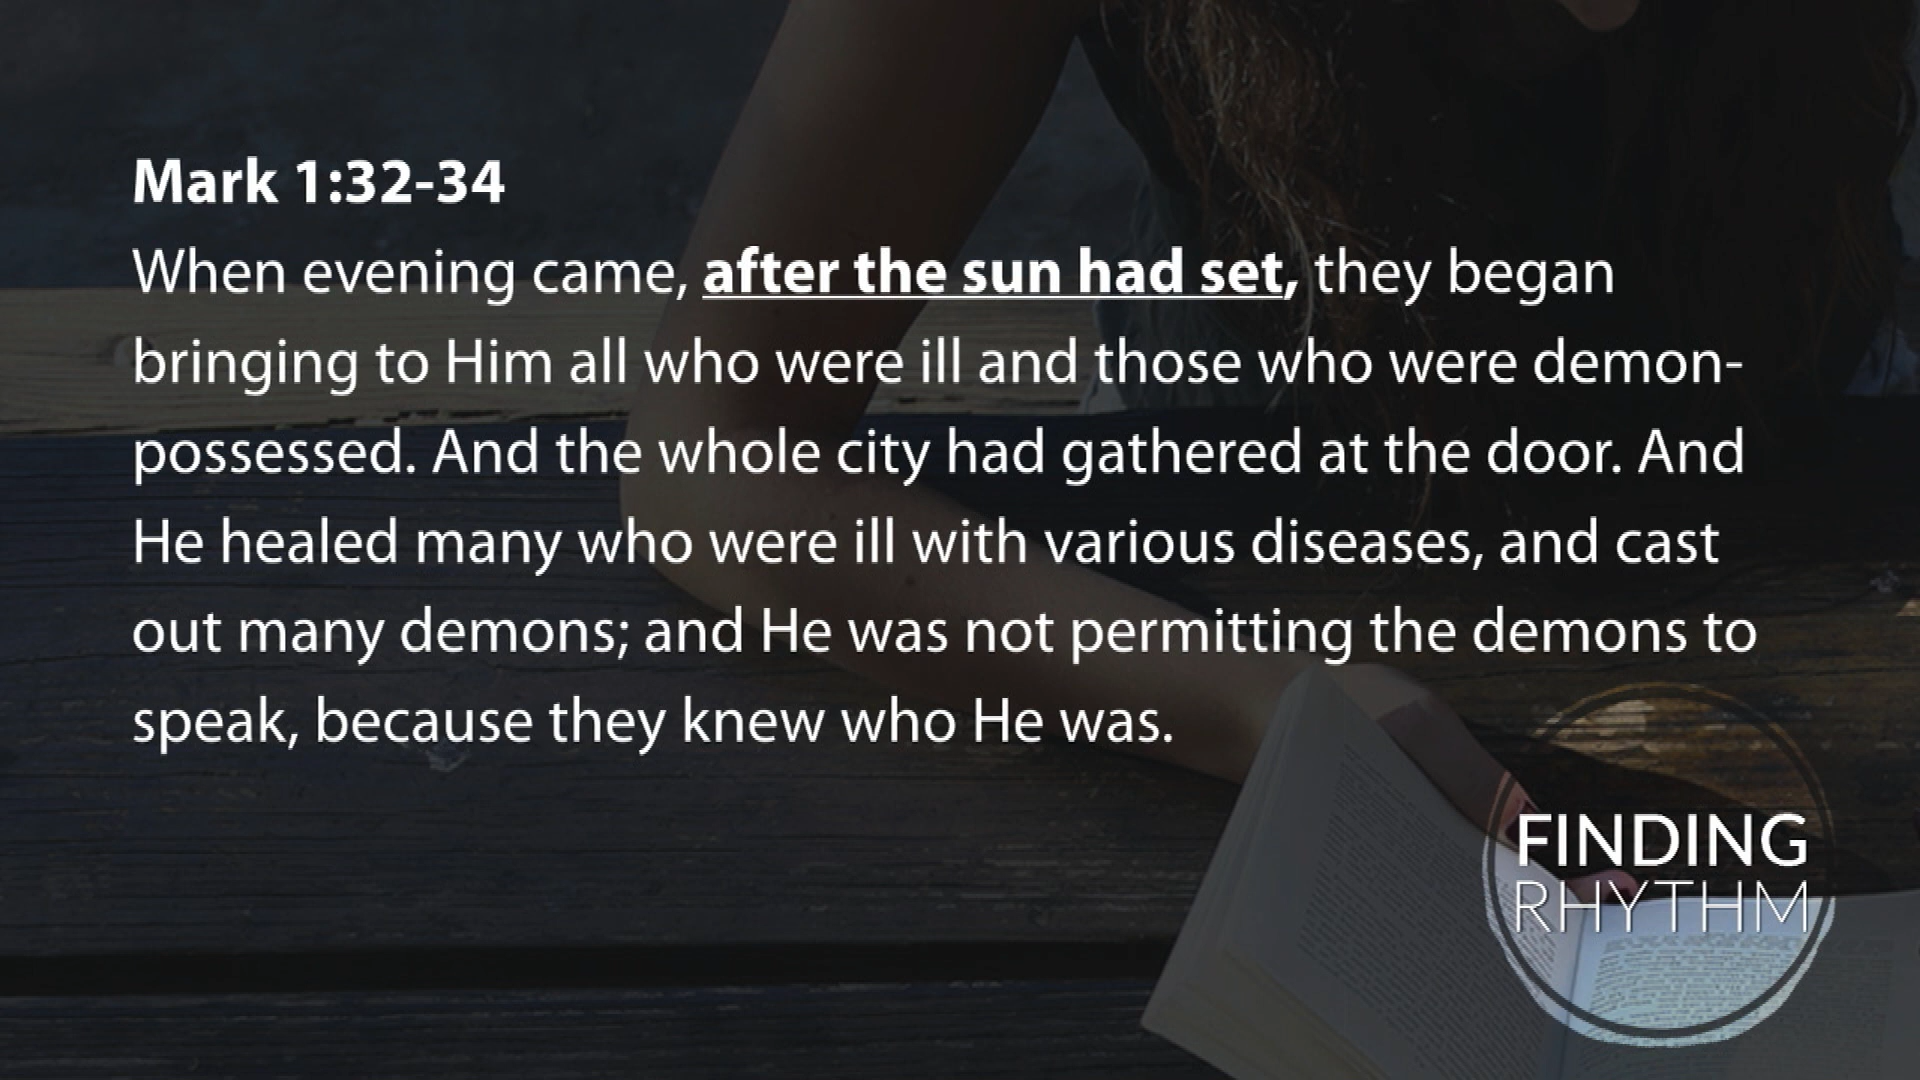 Mark 1:32-34
When evening came, after the sun had set, they began
bringing to Him all who were ill and those who were demon-
possessed. And the whole city had gathered at the door. And
He healed many who were ill with various diseases, and cast
out many demons; and He was not permitting the demons to
speak, because they knew who He was.
FINDING
RHYTHM